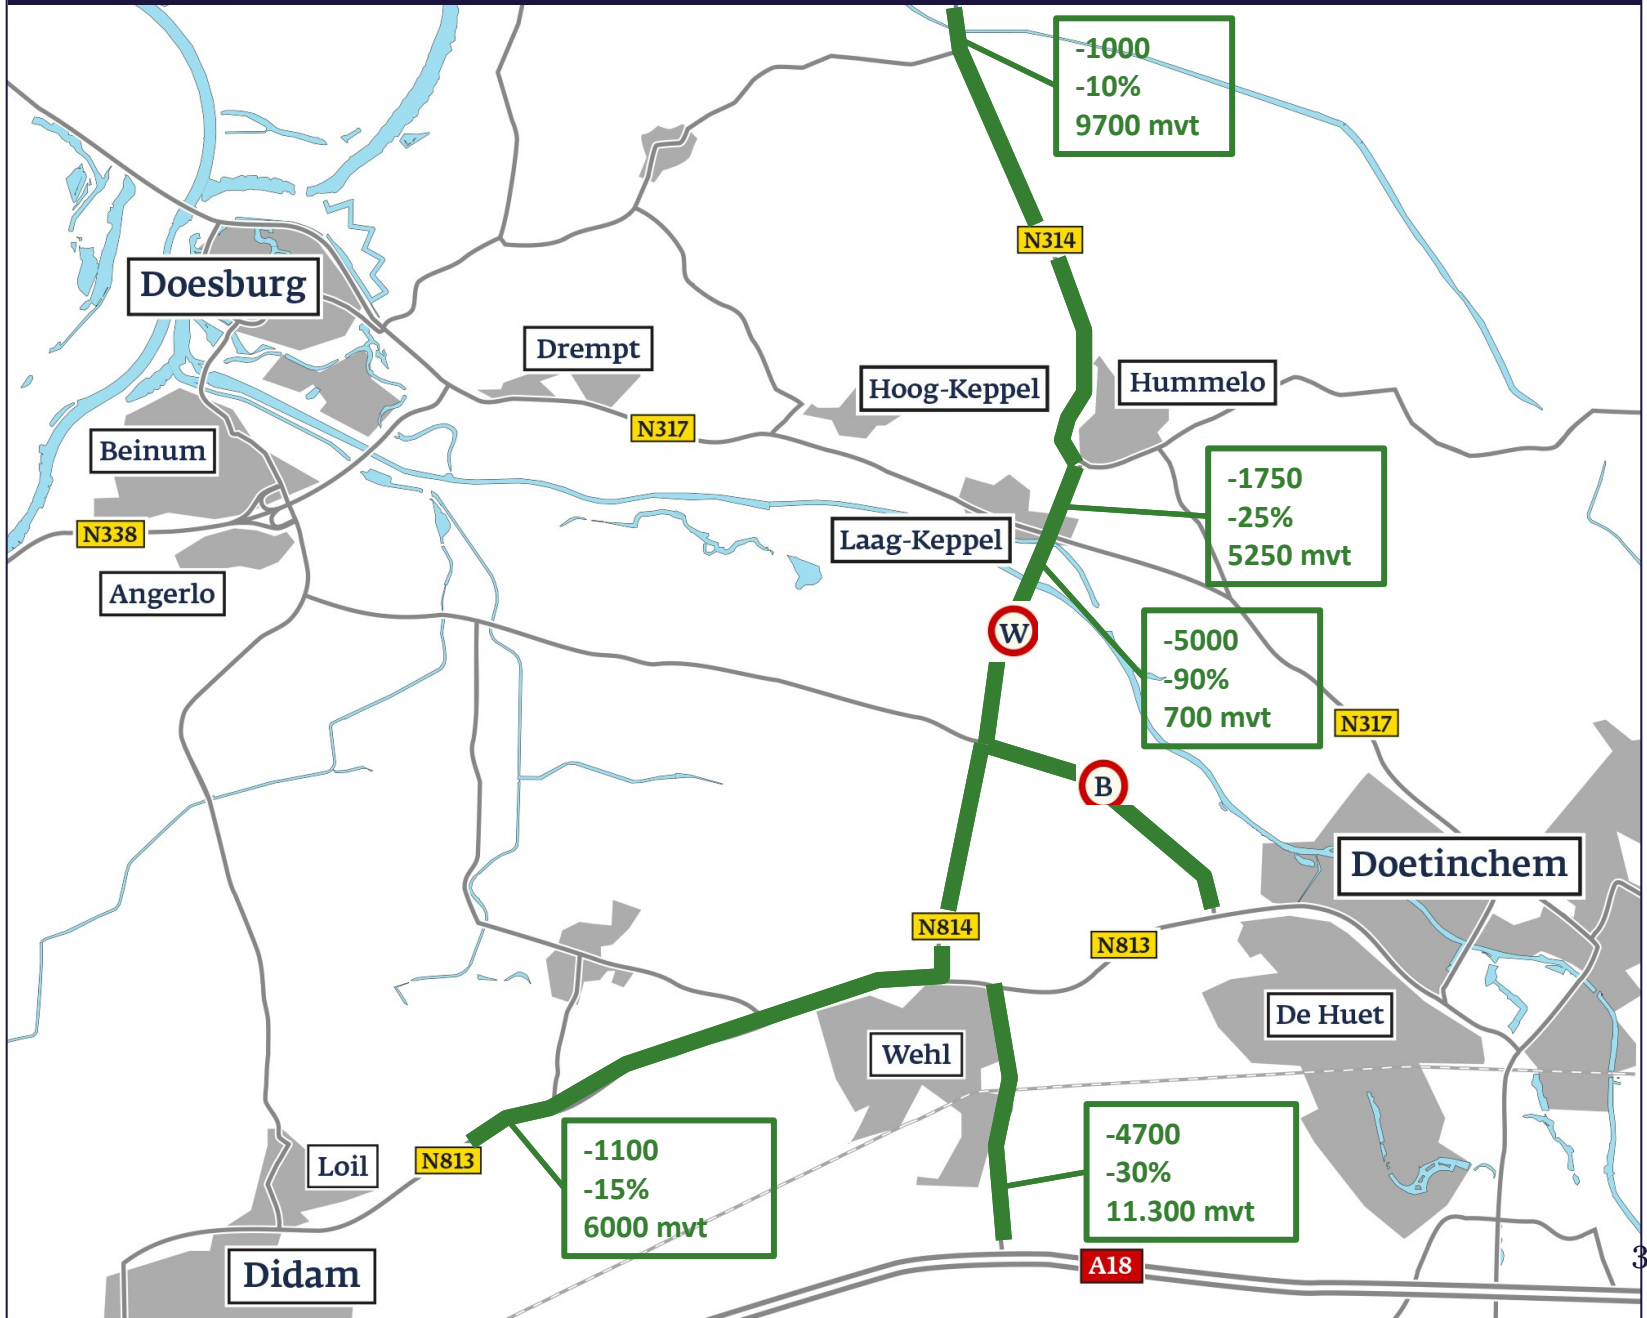 -1000
-10%
9700 mvt
N314
Doesburg
Drempt
Hoog-Keppel
Hummelo
N317
Beinum
-1750
-25%
5250 mvt
N338
Laag-Keppel
Angerlo
W
-5000
-90%
700 mvt
N317
B
Doetinchem
N814
N813
De Huet
Wehl
-1100
-15%
6000 mvt
-4700
-30%
11.300 mvt
Loil
N813
Didam
A18
3